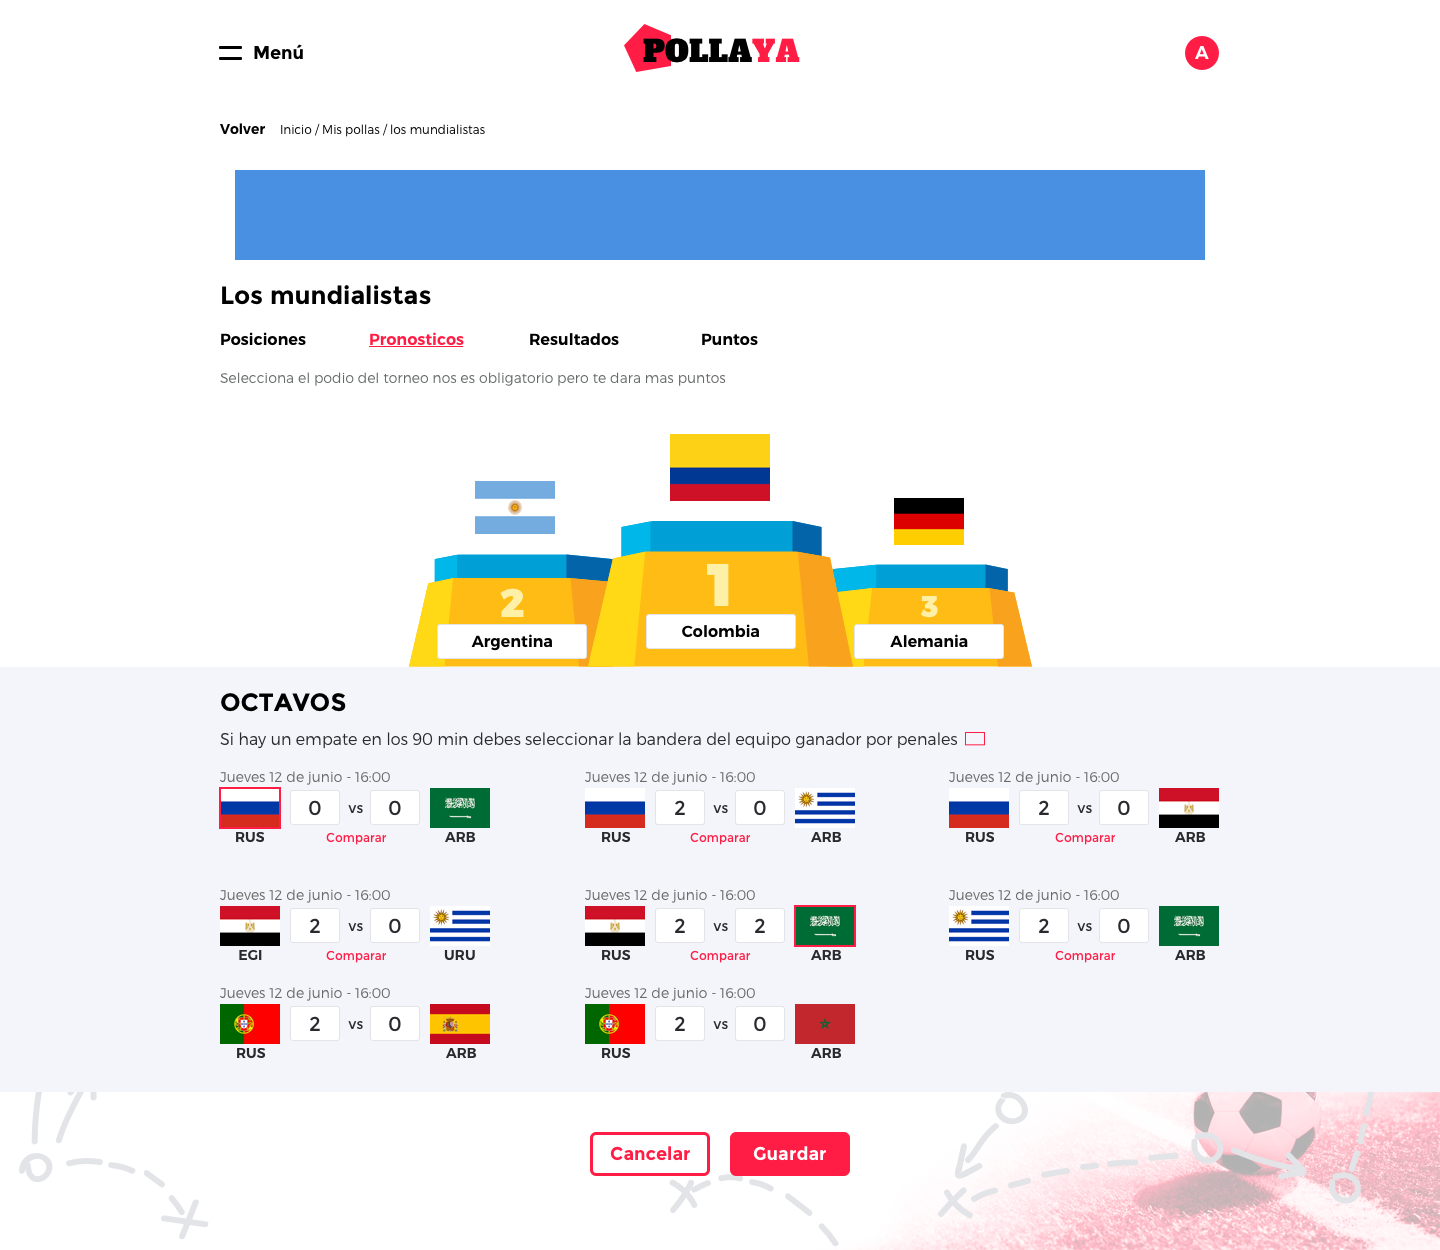 Menú
POLLAYA
A
Volver Inicio / Mis pollas / los mundialistas
Los mundialistas
Posiciones Pronosticos Resultados Puntos
Selecciona el podio del torneo nos es obligatorio pero te dara mas puntos
1
2
3
Argentina
Colombia
Alemania
OCTAVOS
Si hay un empate en los 90 min debes seleccionar la bandera del equipo ganador por penales
Jueves 12 de junio - 16:00
0 vs 0
RUS Comparar ARB
Jueves 12 de junio - 16:00
2 vs 0
RUS Comparar ARB
Jueves 12 de junio - 16:00
2 vs 0
RUS Comparar ARB
Jueves 12 de junio - 16:00
2 vs 0
EGI Comparar URU
Jueves 12 de junio - 16:00
2 vs 2
RUS Comparar ARB
Jueves 12 de junio - 16:00
2 vs 0
RUS Comparar ARB
Jueves 12 de junio - 16:00
2 vs 0
RUS ARB
Jueves 12 de junio - 16:00
2 vs 0
RUS ARB
Cancelar
Guardar